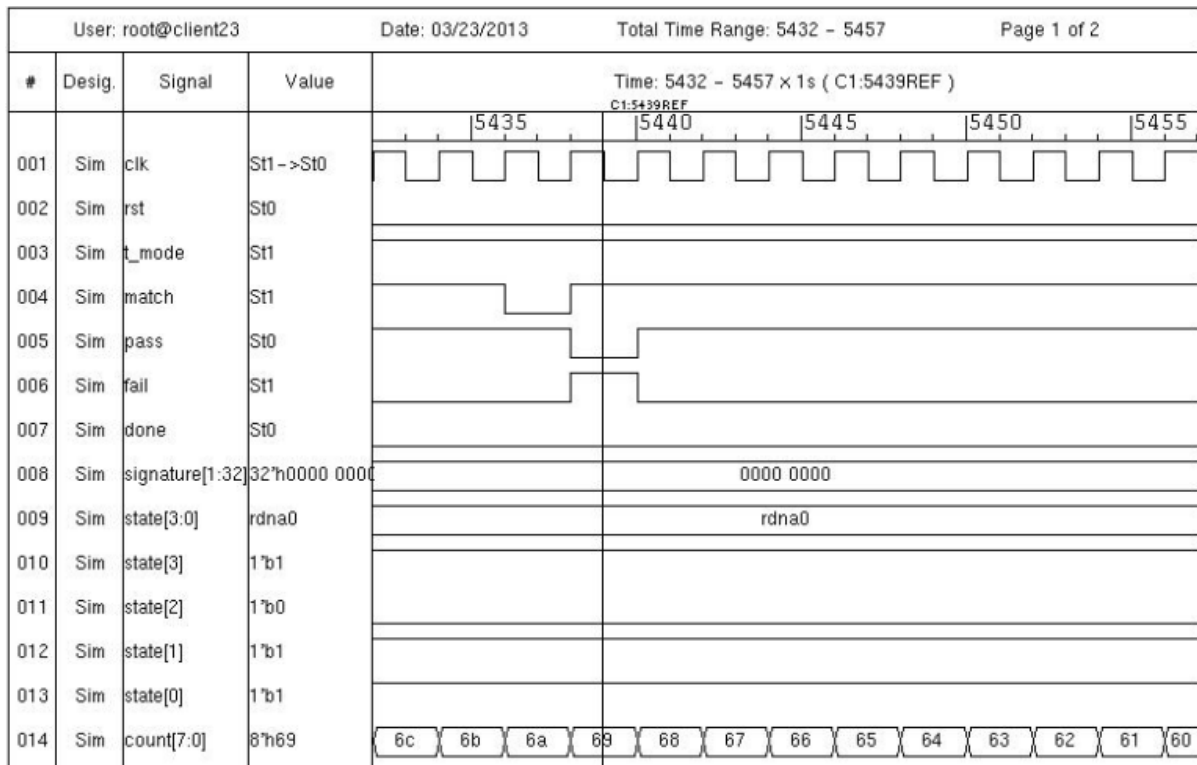 User: root@client23 Date: 03/23/2013 Total Time Range: 5432 - 5457 Page 1 of 2
# Desig. Signal Value Time: 5432 - 5457 x 1s ( C1:5439REF )
C1:5439REF
5435 5440 5445 5450 5455
001 Sim clk St1->St0
002 Sim rst St0
003 Sim t_mode St1
004 Sim match St1
005 Sim pass St0
006 Sim fail St1
007 Sim done St0
008 Sim signature[1:32] 32"h0000 0000 0000 0000
009 Sim state[3:0] rdna0 rdna0
010 Sim state[3] 1"b1
011 Sim state[2] 1"b0
012 Sim state[1] 1"b1
013 Sim state[0] 1"b1
014 Sim count[7:0] 8"h69 6c 6b 6a 69 68 67 66 65 64 63 62 61 60